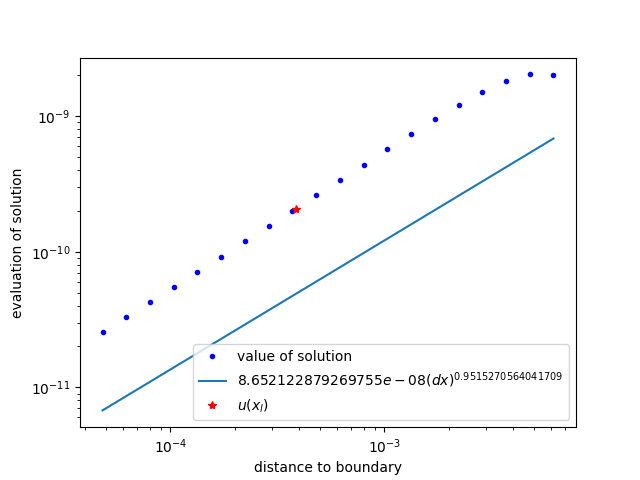 10⁻⁹
10⁻¹⁰
10⁻¹¹
evaluation of solution
value of solution
8.652122879269755e − 08(dx)^0.9515270564041709
u(x_I)
10⁻⁴
10⁻³
distance to boundary